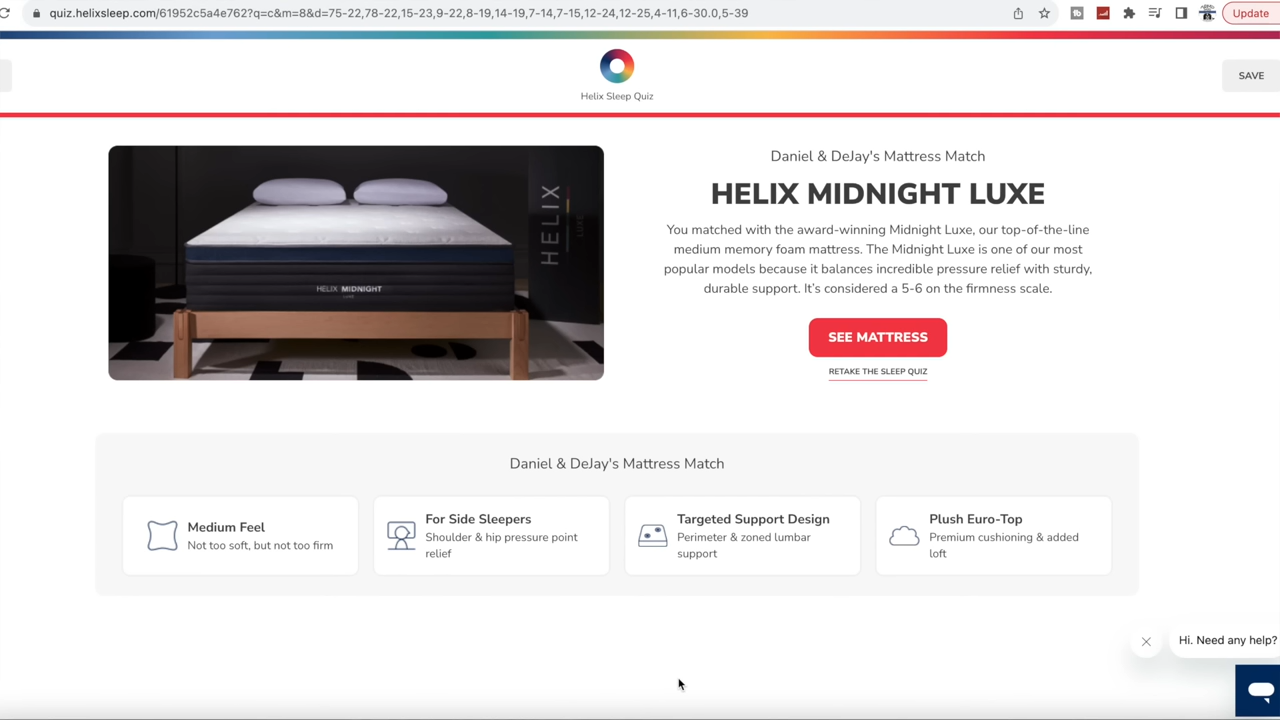 quiz.helixsleep.com/61952c5a4e762?q=c&m=8&d=75-22,78-22,15-23,9-22,8-19,14-19,7-14,7-15,12-24,12-25,4-11,6-30.0,5-39
Update
Helix Sleep Quiz
SAVE
HELIX
LUXE
HELIX MIDNIGHT
LUXE
Daniel & DeJay's Mattress Match
HELIX MIDNIGHT LUXE
You matched with the award-winning Midnight Luxe, our top-of-the-line
medium memory foam mattress. The Midnight Luxe is one of our most
popular models because it balances incredible pressure relief with sturdy,
durable support. It's considered a 5-6 on the firmness scale.
SEE MATTRESS
RETAKE THE SLEEP QUIZ
Daniel & DeJay's Mattress Match
Medium Feel
Not too soft, but not too firm
For Side Sleepers
Shoulder & hip pressure point
relief
Targeted Support Design
Perimeter & zoned lumbar
support
Plush Euro-Top
Premium cushioning & added
loft
Hi. Need any help?